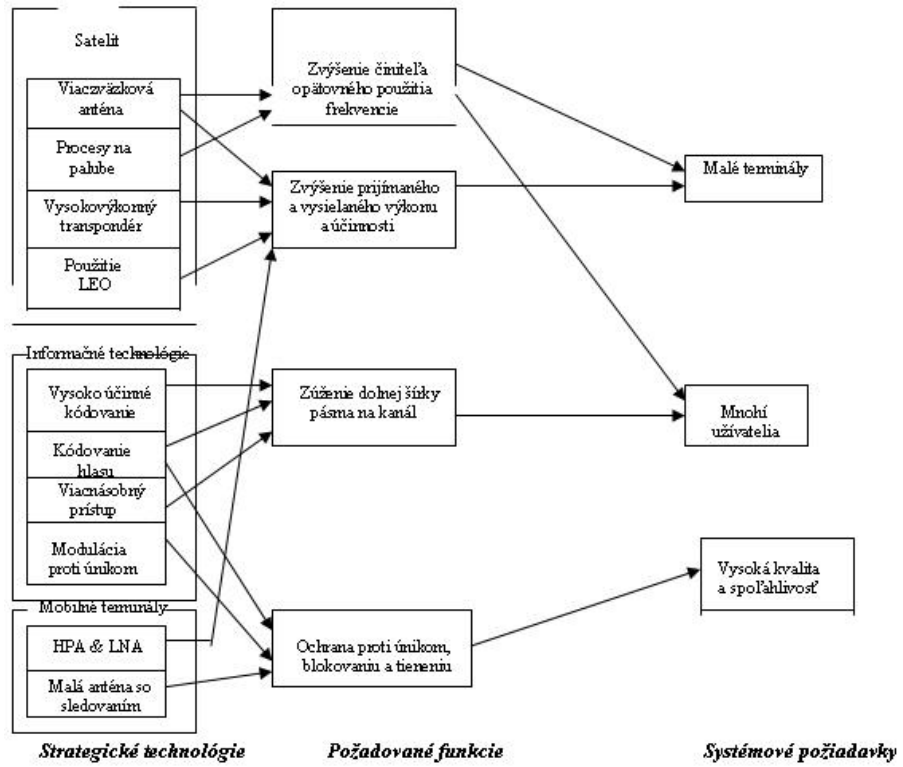 Satelit
Viaczväzková
anténa
Procesy na
palube
Vysokovýkonný
transpondér
Použitie
LEO
Informačné technológie
Vysoko účinné
kódovanie
Kódovanie
hlasu
Viacnásobný
prístup
Modulácia
proti únikom
Mobilné terminály
HPA & LNA
Malá anténa so
sledovaním
Strategické technológie
Zvýšenie činiteľa
opätovného použitia
frekvencie
Zvýšenie prijímaného
a vysielaného výkonu
a účinnosti
Zúženie dolnej šírky
pásma na kanál
Ochrana proti únikom,
blokovaniu a tieneniu
Požadované funkcie
Malé terminály
Mnohí
užívatelia
Vysoká kvalita
a spoľahlivosť
Systémové požiadavky